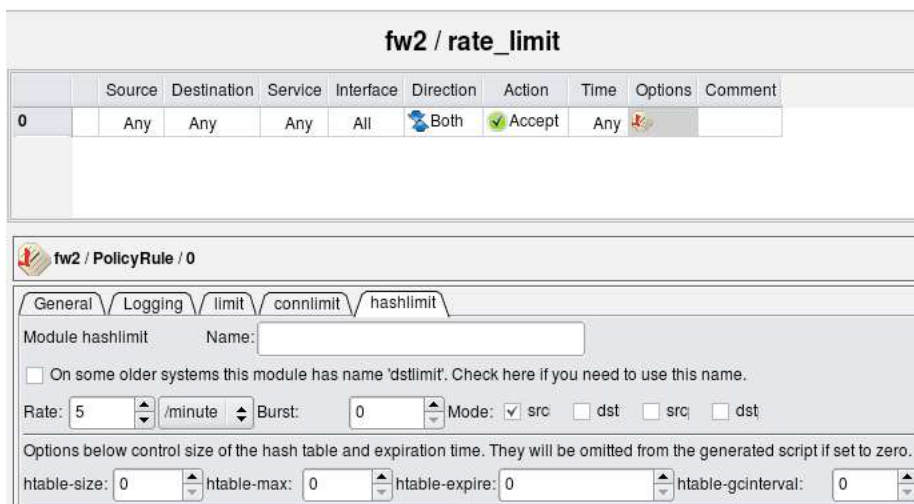 fw2 / rate_limit
Source Destination Service Interface Direction Action Time Options Comment
0 Any Any Any All Both Accept Any
fw2 / PolicyRule / 0
General Logging limit connlimit hashlimit
Module hashlimit Name:
On some older systems this module has name 'dstlimit'. Check here if you need to use this name.
Rate: 5 /minute Burst: 0 Mode: src dst src dst
Options below control size of the hash table and expiration time. They will be omitted from the generated script if set to zero.
htable-size: 0 htable-max: 0 htable-expire: 0 htable-gcinterval: 0